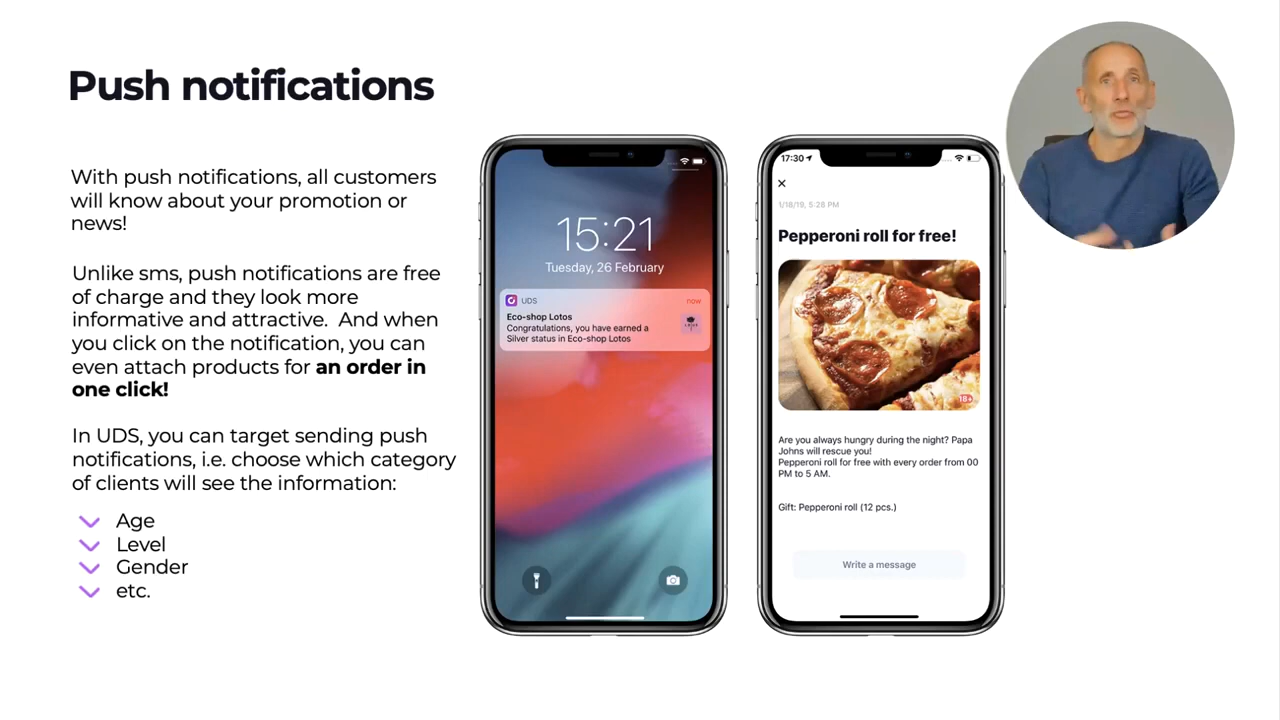 Push notifications
With push notifications, all customers
will know about your promotion or
news!
Unlike sms, push notifications are free
of charge and they look more
informative and attractive.  And when
you click on the notification, you can
even attach products for an order in
one click!
In UDS, you can target sending push
notifications, i.e. choose which category
of clients will see the information:
Age
Level
Gender
etc.
15:21
Tuesday, 26 February
UDS
now
Eco-shop Lotos
Congratulations, you have earned a
Silver status in Eco-shop Lotos
17:30
1/18/19, 5:28 PM
Pepperoni roll for free!
18+
Are you always hungry during the night? Papa
Johns will rescue you!
Pepperoni roll for free with every order from 00
PM to 5 AM.
Gift: Pepperoni roll (12 pcs.)
Write a message